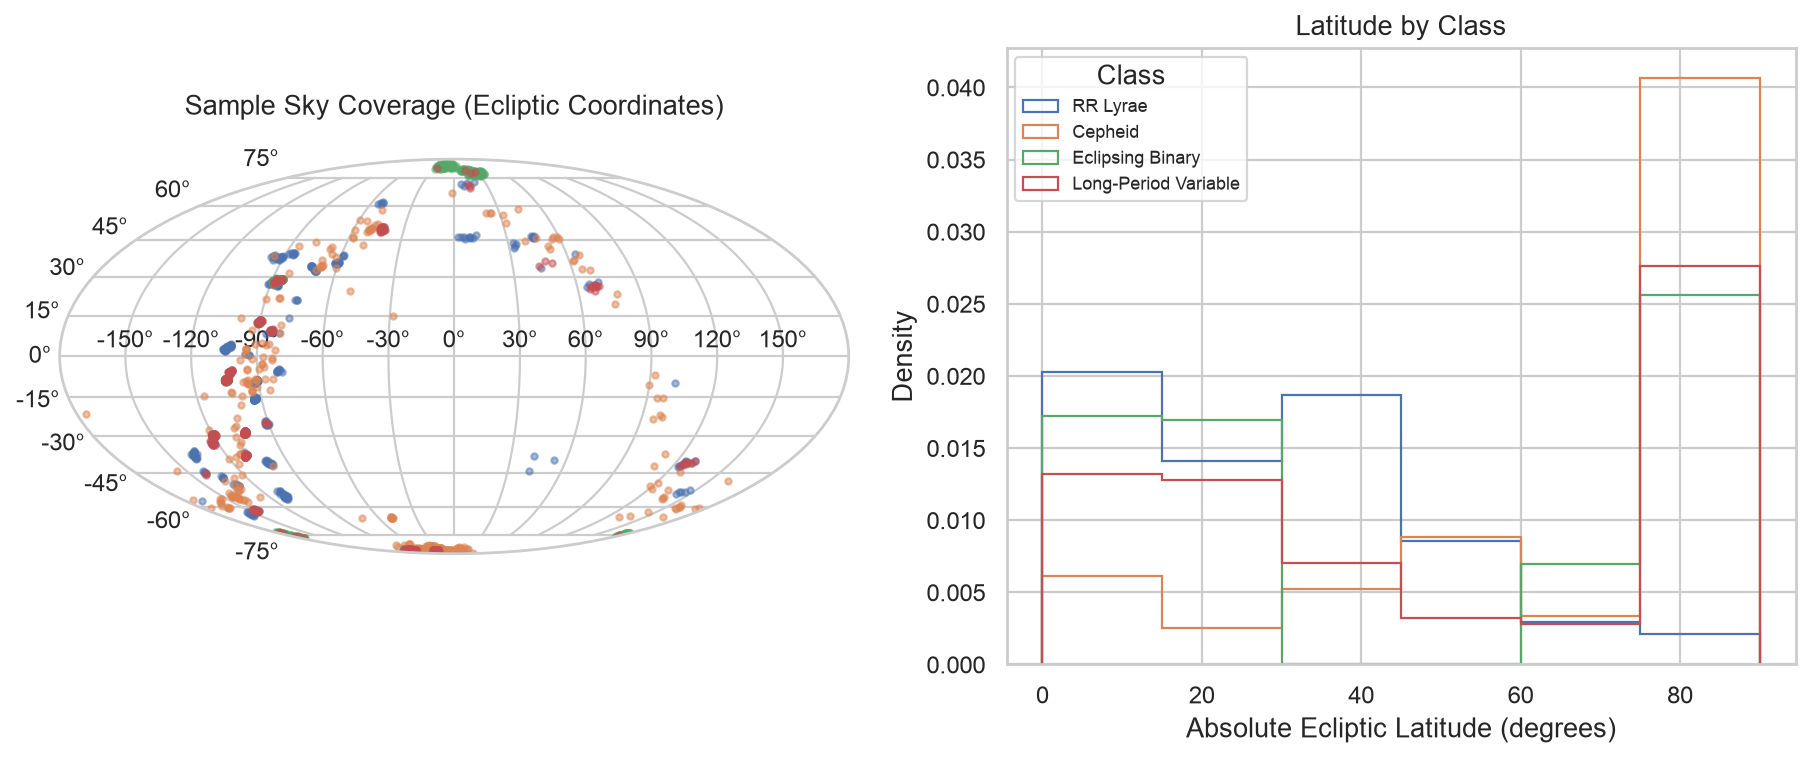 Sample Sky Coverage (Ecliptic Coordinates)
75°
60°
45°
30°
15°
0°
-15°
-30°
-45°
-60°
-75°
-150° -120° -90° -60° -30° 0° 30° 60° 90° 120° 150°
Latitude by Class
Class
RR Lyrae
Cepheid
Eclipsing Binary
Long-Period Variable
Density
0.040
0.035
0.030
0.025
0.020
0.015
0.010
0.005
0.000
0 20 40 60 80
Absolute Ecliptic Latitude (degrees)